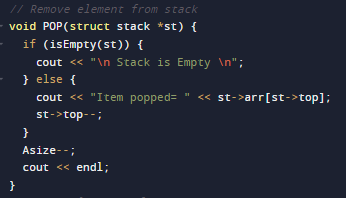 // Remove element from stack
void POP(struct stack *st) {
  if (isEmpty(st)) {
    cout << "\n Stack is Empty \n";
  } else {
    cout << "Item popped= " << st->arr[st->top];
    st->top--;
  }
  Asize--;
  cout << endl;
}